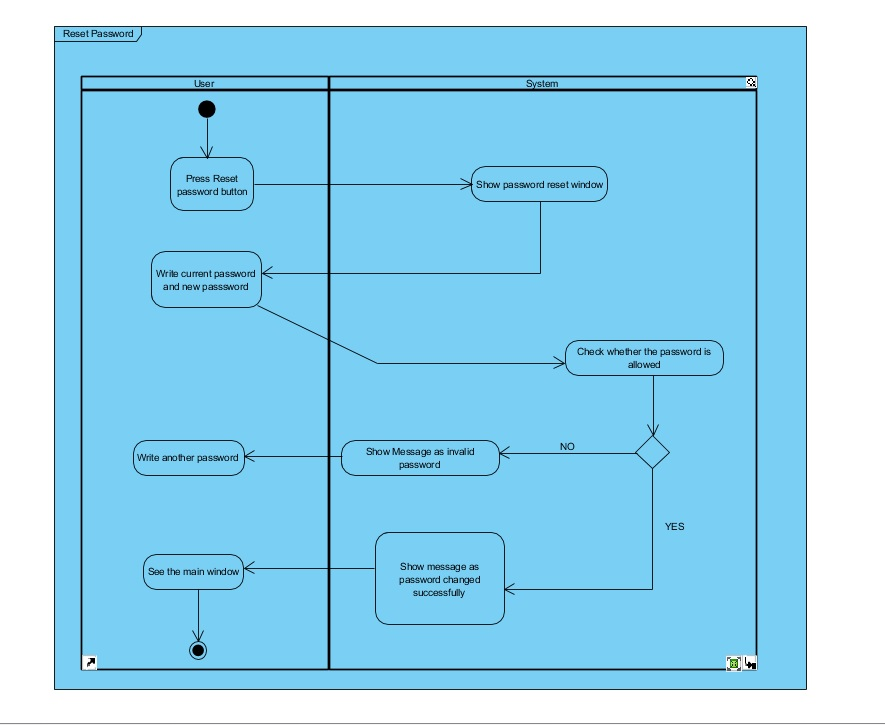 Reset Password
User
System
Press Reset
password button
Show password reset window
Write current password
and new passsword
Check whether the password is
allowed
NO
Show Message as invalid
password
Write another password
YES
Show message as
password changed
successfully
See the main window